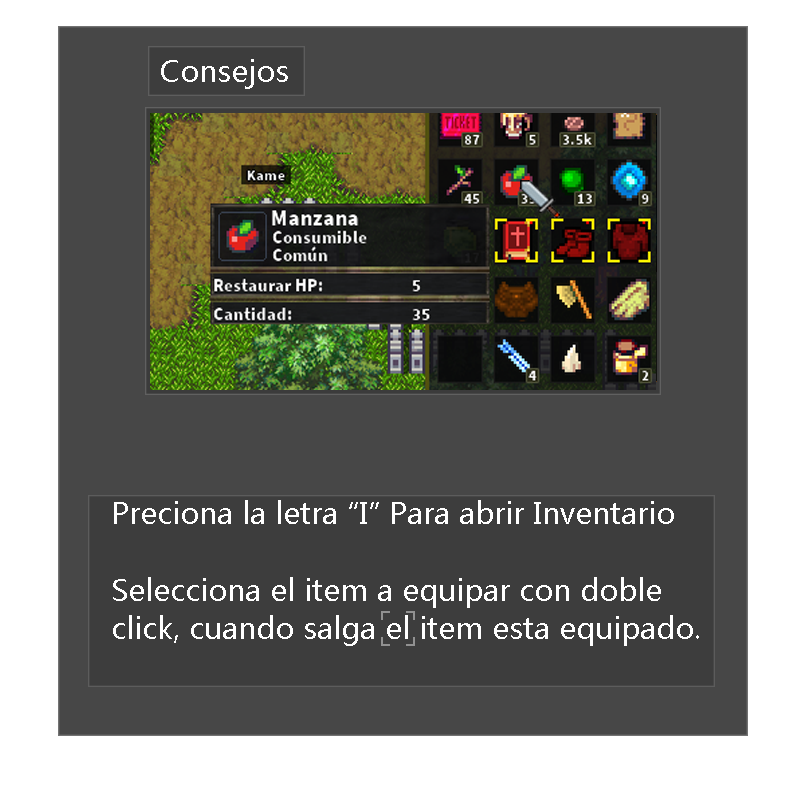 Consejos
TICKET
87
5
3.5k
Kame
45
13
9
Manzana
Consumible
Común
Restaurar HP: 5
Cantidad: 35
4
2
Preciona la letra “I” Para abrir Inventario
Selecciona el item a equipar con doble
click, cuando salga el item esta equipado.